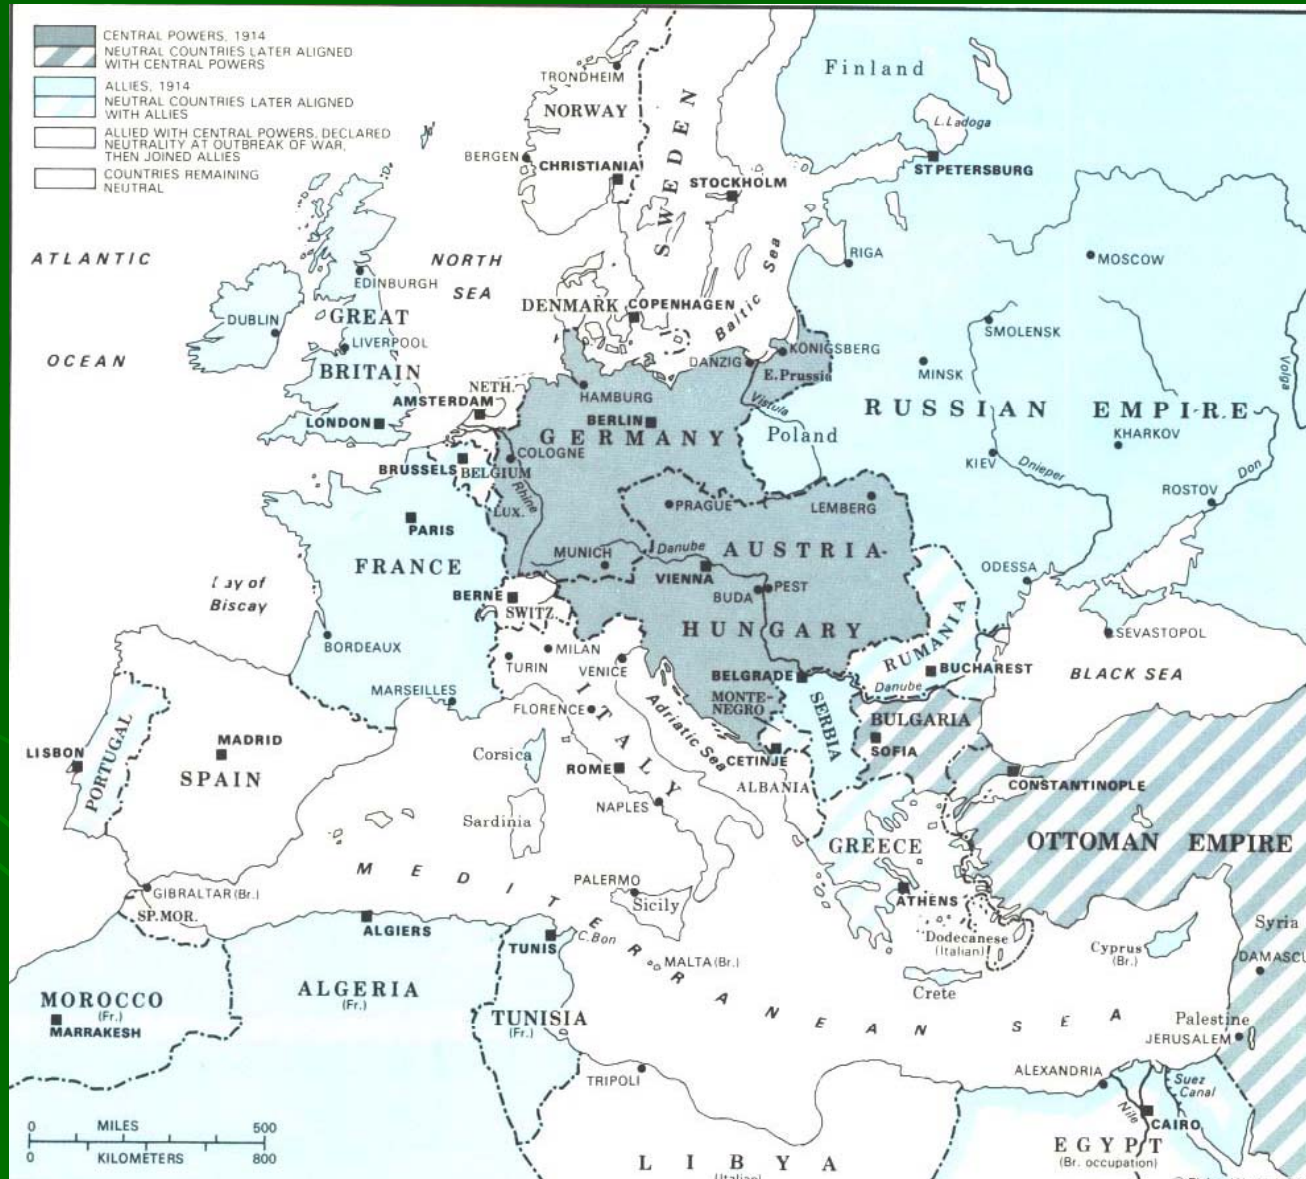 CENTRAL POWERS, 1914
NEUTRAL COUNTRIES LATER ALIGNED
WITH CENTRAL POWERS
ALLIES, 1914
NEUTRAL COUNTRIES LATER ALIGNED
WITH ALLIES
ALLIED WITH CENTRAL POWERS, DECLARED
NEUTRALITY AT OUTBREAK OF WAR,
THEN JOINED ALLIES
COUNTRIES REMAINING
NEUTRAL
TRONDHEIM
NORWAY
BERGEN
CHRISTIANIA
SWEDEN
STOCKHOLM
Finland
L. Ladoga
ST PETERSBURG
ATLANTIC
OCEAN
NORTH
SEA
EDINBURGH
DUBLIN
GREAT
BRITAIN
LIVERPOOL
LONDON
DENMARK
COPENHAGEN
Baltic Sea
RIGA
MOSCOW
SMOLENSK
MINSK
RUSSIAN EMPIRE
KHARKOV
KIEV
Dnieper
Don
ROSTOV
Volga
NETH.
AMSTERDAM
HAMBURG
BERLIN
GERMANY
DANZIG
KÖNIGSBERG
E. Prussia
Vistula
Poland
BRUSSELS
BELGIUM
COLOGNE
Rhine
LUX.
PRAGUE
LEMBERG
PARIS
FRANCE
MUNICH
Danube
AUSTRIA-
HUNGARY
VIENNA
BUDA
PEST
ODESSA
BERNE
SWITZ.
ay of
Biscay
BORDEAUX
MARSEILLES
TURIN
MILAN
VENICE
FLORENCE
ITALY
Adriatic Sea
BELGRADE
MONTE-
NEGRO
SERBIA
RUMANIA
BUCHAREST
Danube
SEVASTOPOL
BLACK SEA
BULGARIA
SOFIA
CETINJE
ALBANIA
CONSTANTINOPLE
OTTOMAN EMPIRE
LISBON
PORTUGAL
MADRID
SPAIN
Corsica
ROME
NAPLES
Sardinia
PALERMO
Sicily
GREECE
ATHENS
Dodecanese
(Italian)
Crete
Cyprus
(Br.)
Syria
DAMASCU
Palestine
JERUSALEM
GIBRALTAR (Br.)
SP. MOR.
MEDITERRANEAN SEA
ALGIERS
TUNIS
C. Bon
MALTA (Br.)
MOROCCO
(Fr.)
MARRAKESH
ALGERIA
(Fr.)
TUNISIA
(Fr.)
TRIPOLI
LIBYA
(Italian)
ALEXANDRIA
Suez
Canal
Nile
CAIRO
EGYPT
(Br. occupation)
0 MILES 500
0 KILOMETERS 800